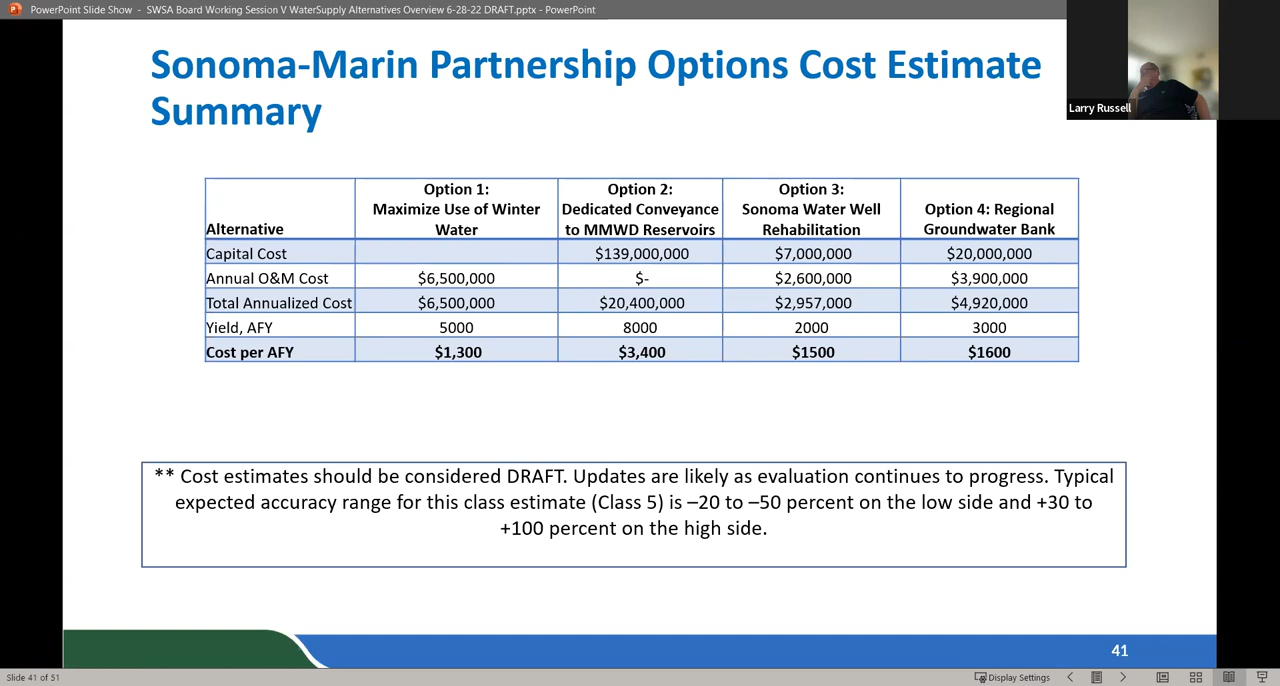 PowerPoint Slide Show - SWSA Board Working Session V WaterSupply Alternatives Overview 6-28-22 DRAFT.pptx - PowerPoint
Larry Russell
Sonoma-Marin Partnership Options Cost Estimate
Summary
Alternative Option 1: Maximize Use of Winter Water Option 2: Dedicated Conveyance to MMWD Reservoirs Option 3: Sonoma Water Well Rehabilitation Option 4: Regional Groundwater Bank
Capital Cost $139,000,000 $7,000,000 $20,000,000
Annual O&M Cost $6,500,000 $- $2,600,000 $3,900,000
Total Annualized Cost $6,500,000 $20,400,000 $2,957,000 $4,920,000
Yield, AFY 5000 8000 2000 3000
Cost per AFY $1,300 $3,400 $1500 $1600
** Cost estimates should be considered DRAFT. Updates are likely as evaluation continues to progress. Typical
expected accuracy range for this class estimate (Class 5) is –20 to –50 percent on the low side and +30 to
+100 percent on the high side.
41
Slide 41 of 51 Display Settings